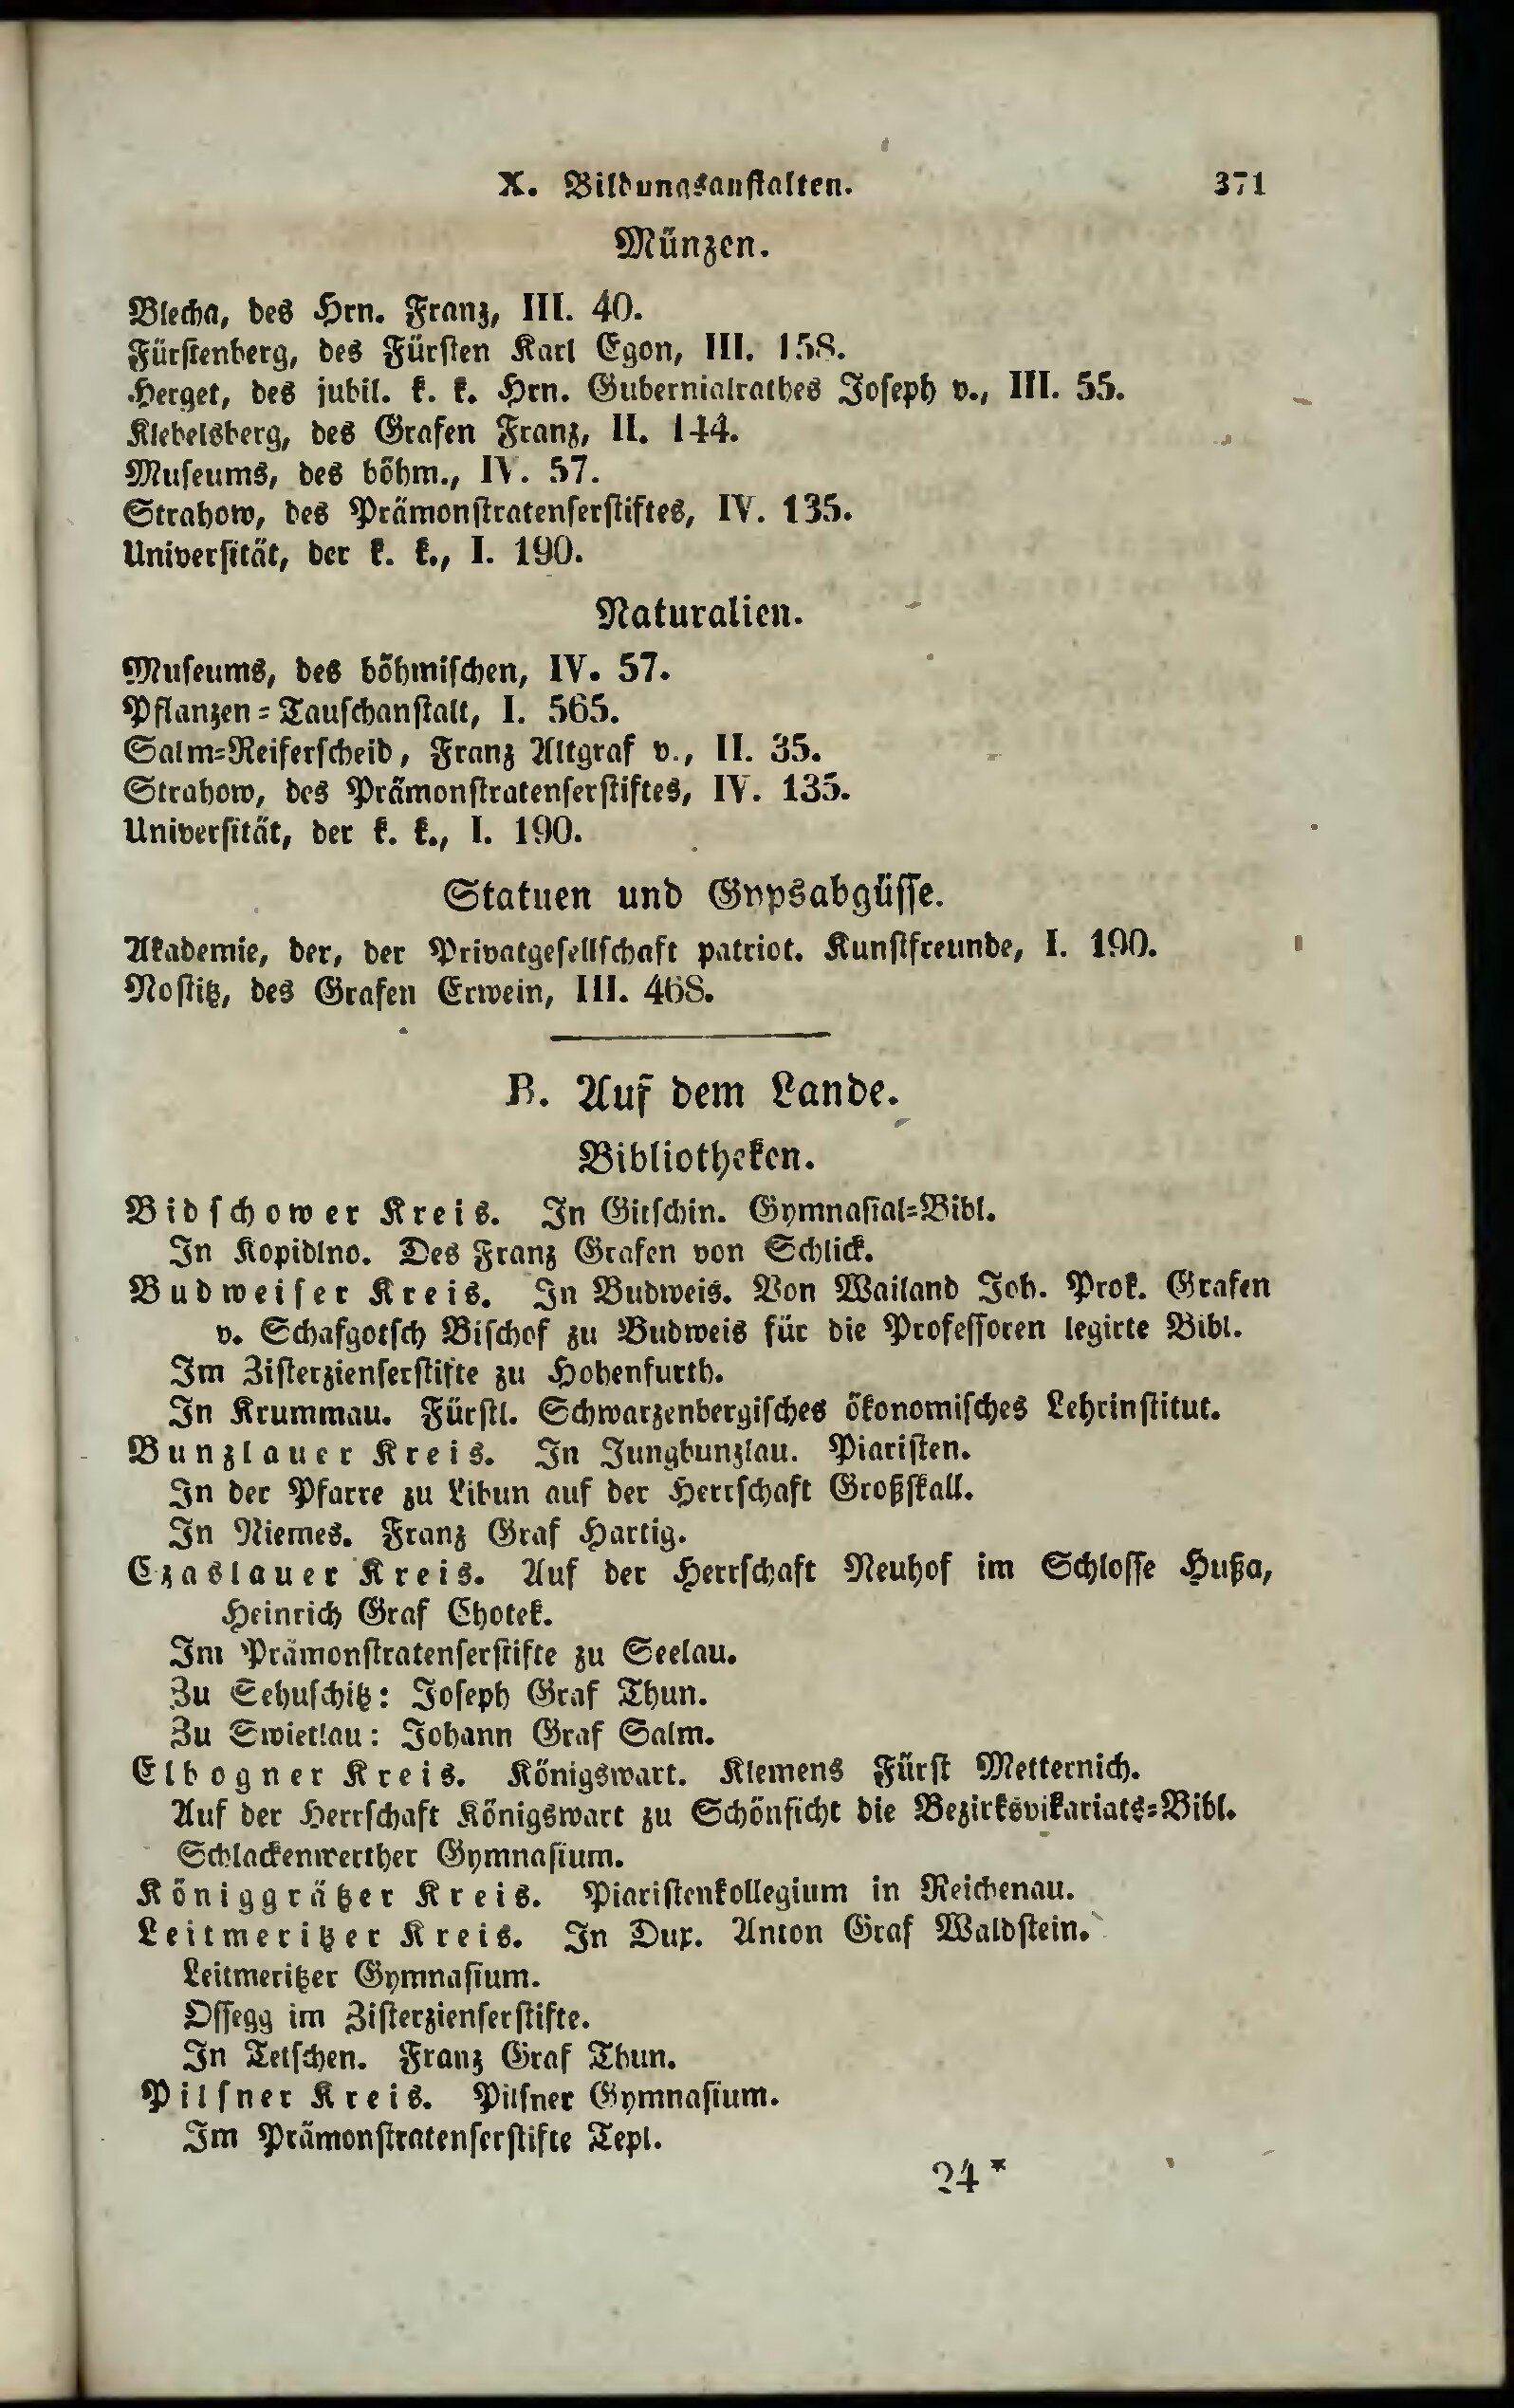 X. Bildungsanstalten. 371
Münzen.
Blecha, des Hrn. Franz, III. 40.
Fürstenberg, des Fürsten Karl Egon, III. 158.
Herget, des jubil. k. k. Hrn. Gubernialrathes Joseph v., III. 55.
Klebelsberg, des Grafen Franz, II. 144.
Museums, des böhm., IV. 57.
Strahow, des Prämonstratenserstiftes, IV. 135.
Universität, der k. k., I. 190.
Naturalien.
Museums, des böhmischen, IV. 57.
Pflanzen=Tauschanstalt, I. 565.
Salm=Reiferscheid, Franz Altgraf v., II. 35.
Strahow, des Prämonstratenserstiftes, IV. 135.
Universität, der k. k., I. 190.
Statuen und Gypsabgüsse.
Akademie, der, der Privatgesellschaft patriot. Kunstfreunde, I. 190.
Nostitz, des Grafen Erwein, III. 468.
B. Auf dem Lande.
Bibliotheken.
Bidschower Kreis. In Gitschin. Gymnasial=Bibl.
In Kopidlno. Des Franz Grafen von Schlick.
Budweiser Kreis. In Budweis. Von Wailand Joh. Prok. Grafen
v. Schafgotsch Bischof zu Budweis für die Professoren legirte Bibl.
Im Zisterzienserstifte zu Hohenfurth.
In Krummau. Fürstl. Schwarzenbergisches ökonomisches Lehrinstitut.
Bunzlauer Kreis. In Jungbunzlau. Piaristen.
In der Pfarre zu Libun auf der Herrschaft Großskall.
In Niemes. Franz Graf Hartig.
Czaslauer Kreis. Auf der Herrschaft Neuhof im Schlosse Hußa,
Heinrich Graf Chotek.
Im Prämonstratenserstifte zu Seelau.
Zu Sehuschitz: Joseph Graf Thun.
Zu Swietlau: Johann Graf Salm.
Elbogner Kreis. Königswart. Klemens Fürst Metternich.
Auf der Herrschaft Königswart zu Schönficht die Bezirksvikariats=Bibl.
Schlackenwerther Gymnasium.
Königgrätzer Kreis. Piaristenkollegium in Reichenau.
Leitmeritzer Kreis. In Dux. Anton Graf Waldstein.
Leitmeritzer Gymnasium.
Ossegg im Zisterzienserstifte.
In Tetschen. Franz Graf Thun.
Pilsner Kreis. Pilsner Gymnasium.
Im Prämonstratenserstifte Tepl.
24*